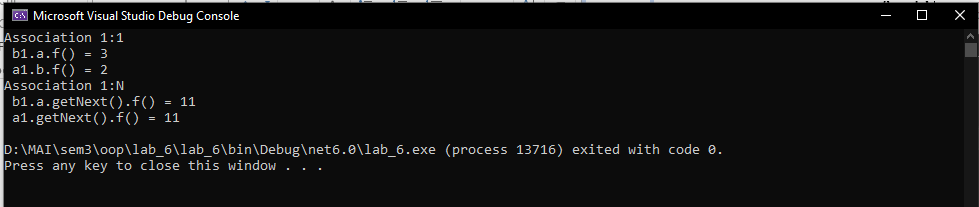 Microsoft Visual Studio Debug Console
Association 1:1
b1.a.f() = 3
a1.b.f() = 2
Association 1:N
b1.a.getNext().f() = 11
a1.getNext().f() = 11
D:\MAI\sem3\oop\lab_6\lab_6\bin\Debug\net6.0\lab_6.exe (process 13716) exited with code 0.
Press any key to close this window . . .